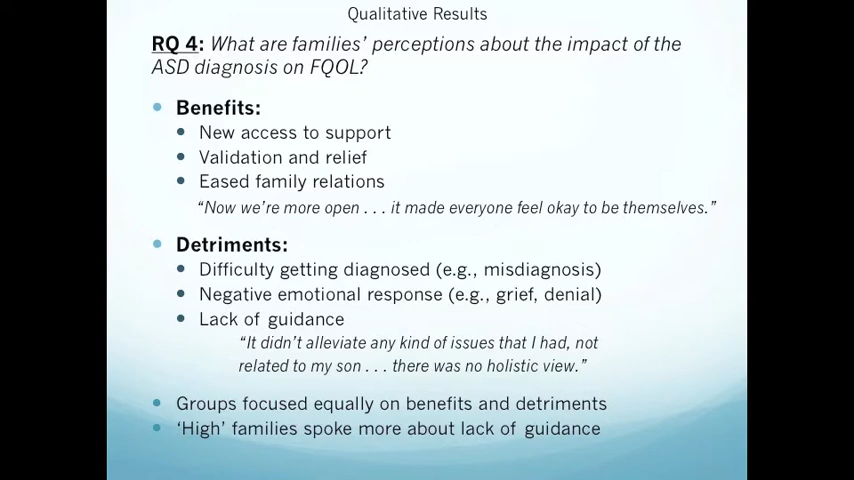 Qualitative Results
RQ 4: What are families' perceptions about the impact of the
ASD diagnosis on FQOL?
• Benefits:
• New access to support
• Validation and relief
• Eased family relations
“Now we're more open . . . it made everyone feel okay to be themselves.”
• Detriments:
• Difficulty getting diagnosed (e.g., misdiagnosis)
• Negative emotional response (e.g., grief, denial)
• Lack of guidance
“It didn't alleviate any kind of issues that I had, not
related to my son . . . there was no holistic view.”
• Groups focused equally on benefits and detriments
• ‘High’ families spoke more about lack of guidance